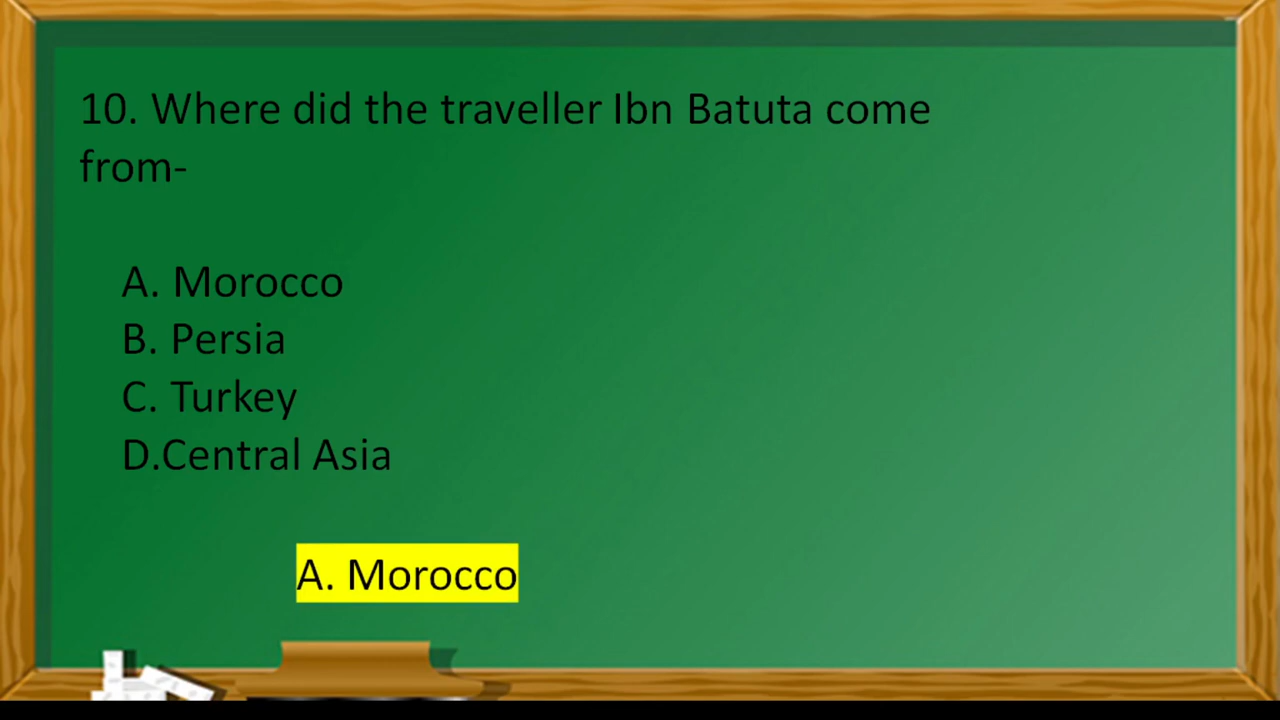 10. Where did the traveller Ibn Batuta come
from-
A. Morocco
B. Persia
C. Turkey
D.Central Asia
A. Morocco